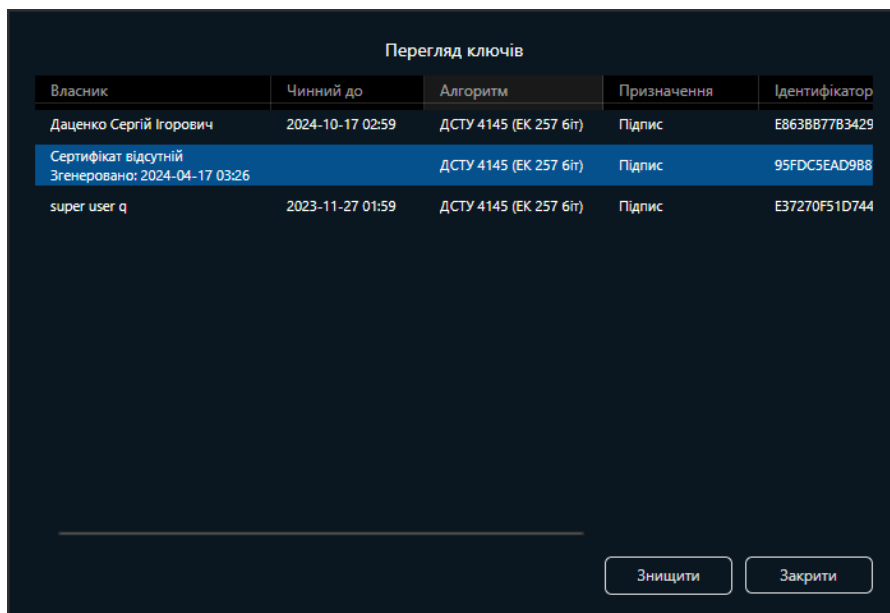 Перегляд ключів
Власник Чинний до Алгоритм Призначення Ідентифікатор
Даценко Сергій Ігорович 2024-10-17 02:59 ДСТУ 4145 (ЕК 257 біт) Підпис E863BB77B3429
Сертифікат відсутній
Згенеровано: 2024-04-17 03:26 ДСТУ 4145 (ЕК 257 біт) Підпис 95FDC5EAD9B8
super user q 2023-11-27 01:59 ДСТУ 4145 (ЕК 257 біт) Підпис E37270F51D744
Знищити Закрити